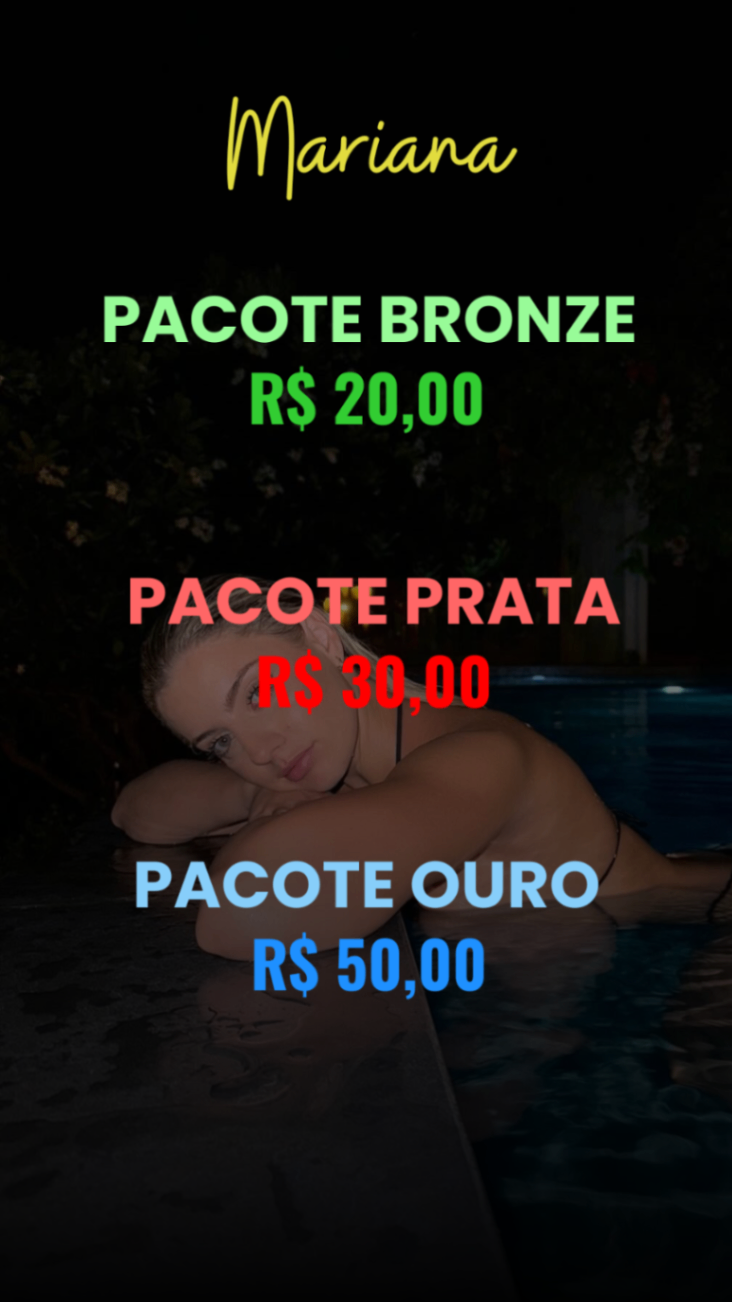 Mariana
PACOTE BRONZE
R$ 20,00
PACOTE PRATA
R$ 30,00
PACOTE OURO
R$ 50,00